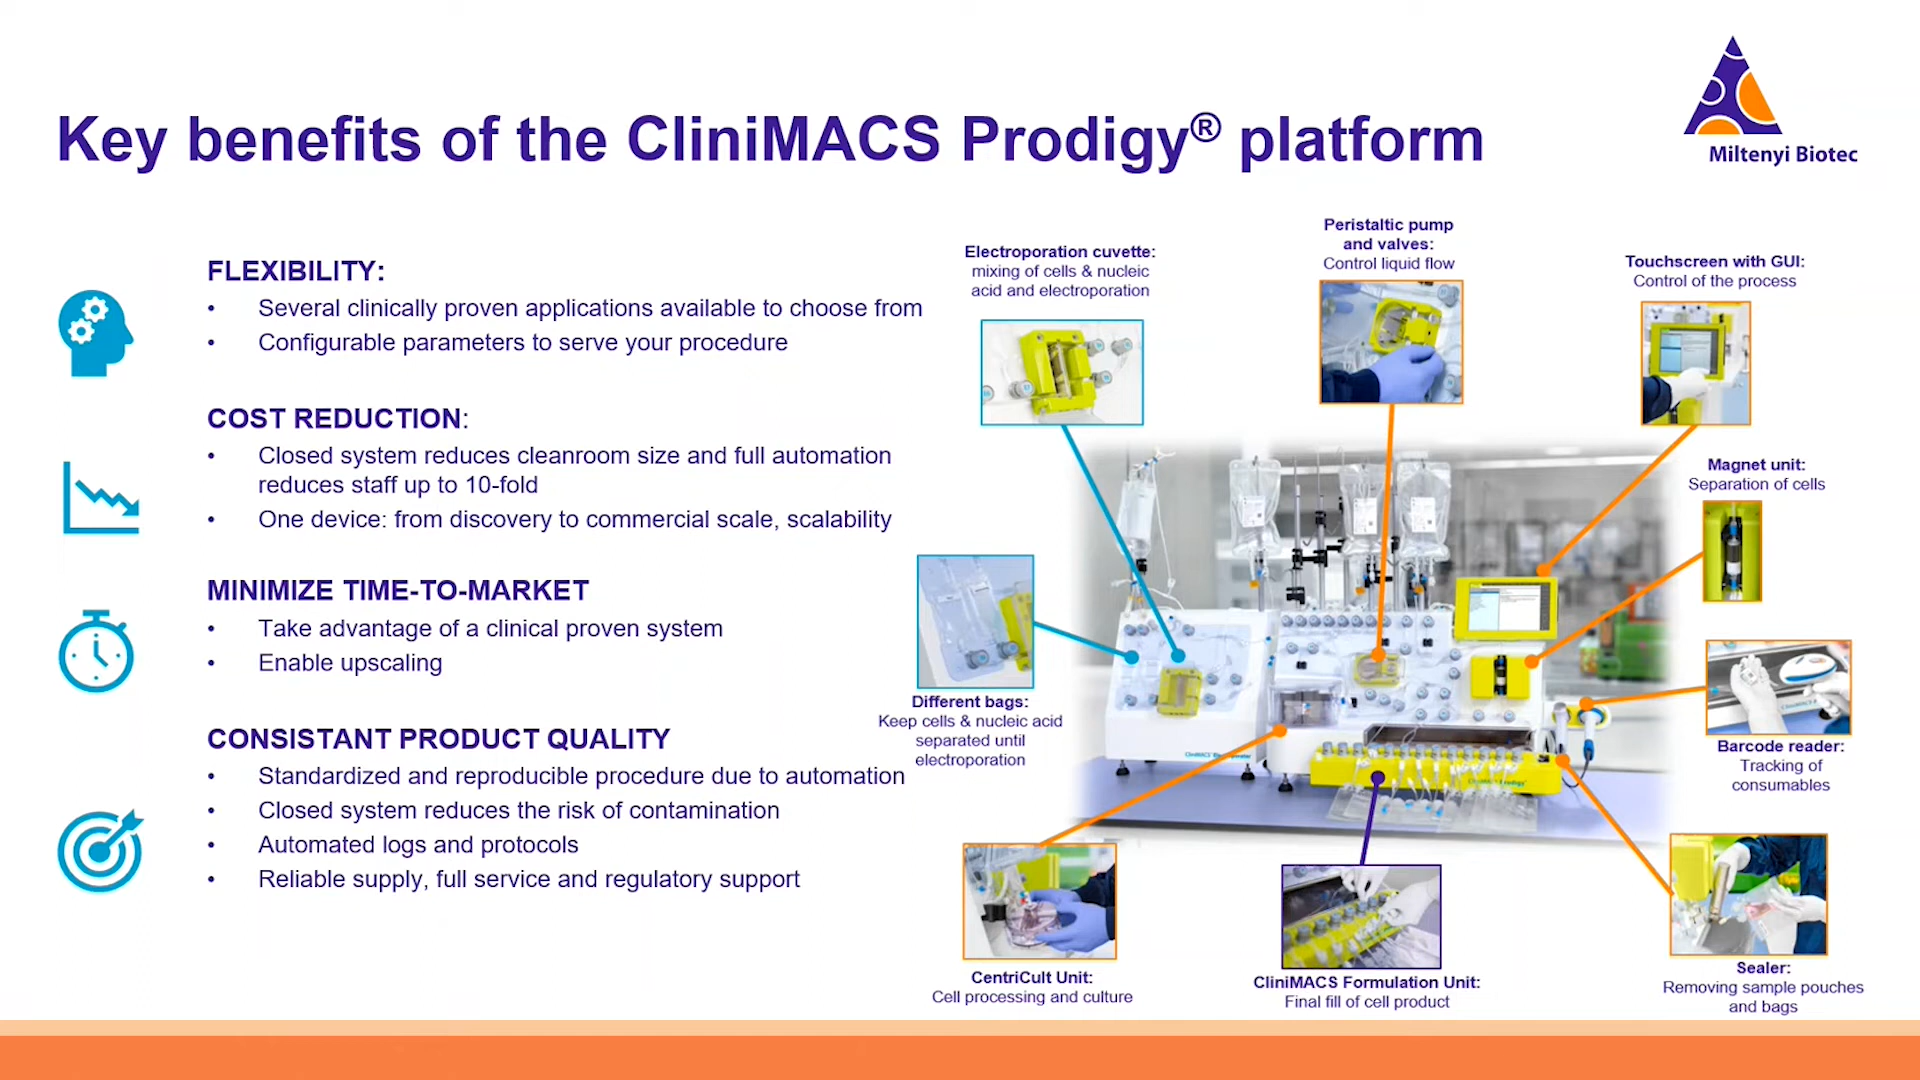 Key benefits of the CliniMACS Prodigy® platform
Miltenyi Biotec
FLEXIBILITY:
• Several clinically proven applications available to choose from
• Configurable parameters to serve your procedure
COST REDUCTION:
• Closed system reduces cleanroom size and full automation
reduces staff up to 10-fold
• One device: from discovery to commercial scale, scalability
MINIMIZE TIME-TO-MARKET
• Take advantage of a clinical proven system
• Enable upscaling
CONSISTANT PRODUCT QUALITY
• Standardized and reproducible procedure due to automation
• Closed system reduces the risk of contamination
• Automated logs and protocols
• Reliable supply, full service and regulatory support
Electroporation cuvette:
mixing of cells & nucleic
acid and electroporation
Peristaltic pump
and valves:
Control liquid flow
Touchscreen with GUI:
Control of the process
Magnet unit:
Separation of cells
Different bags:
Keep cells & nucleic acid
separated until
electroporation
Barcode reader:
Tracking of
consumables
CentriCult Unit:
Cell processing and culture
CliniMACS Formulation Unit:
Final fill of cell product
Sealer:
Removing sample pouches
and bags